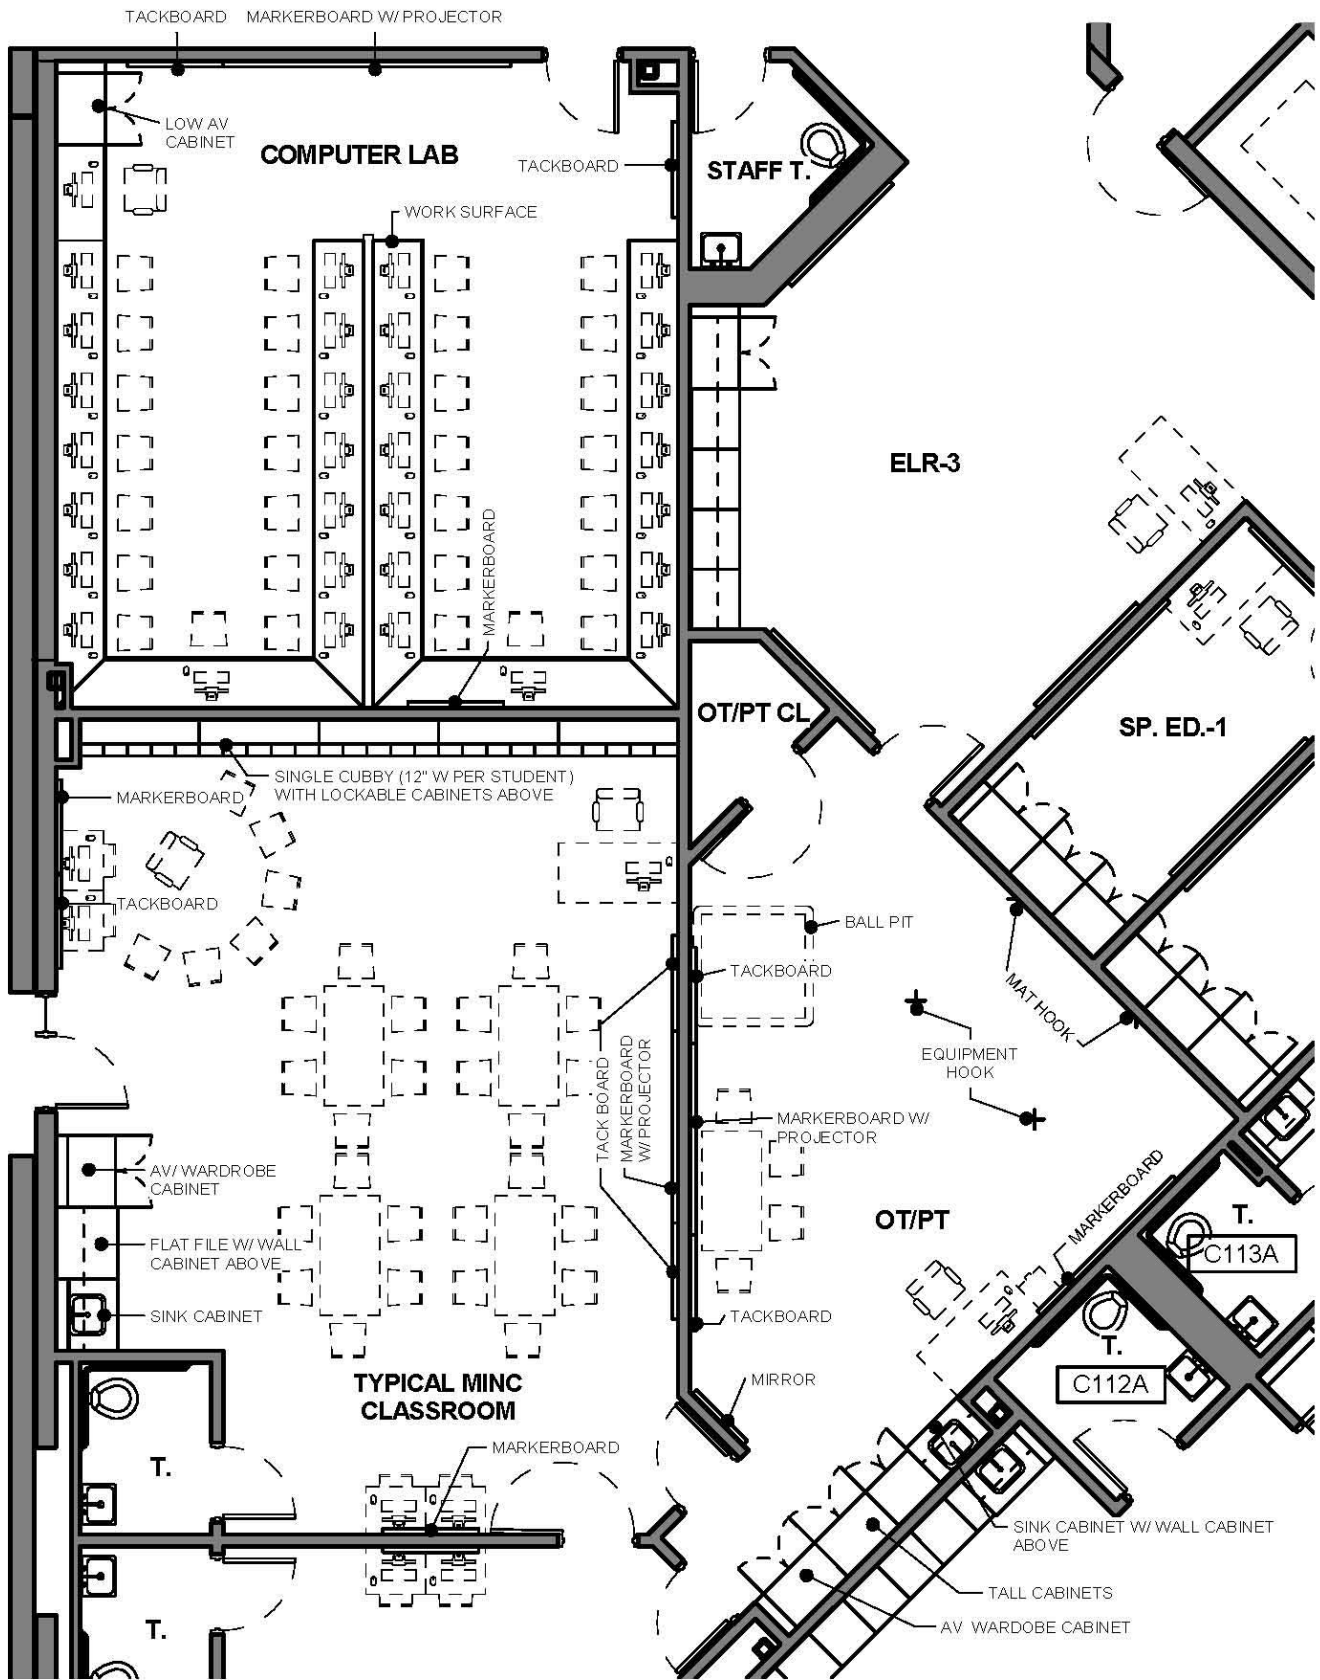 TACKBOARD
MARKERBOARD W/ PROJECTOR
LOW AV
CABINET
COMPUTER LAB
TACKBOARD
STAFF T.
WORK SURFACE
ELR-3
MARKERBOARD
OT/PT CL
SP. ED.-1
SINGLE CUBBY (12" W PER STUDENT)
WITH LOCKABLE CABINETS ABOVE
MARKERBOARD
TACKBOARD
BALL PIT
TACKBOARD
MAT HOOK
EQUIPMENT
HOOK
TACK BOARD
MARKERBOARD
W/ PROJECTOR
MARKERBOARD W/
PROJECTOR
AV/ WARDROBE
CABINET
MARKERBOARD
OT/PT
T.
C113A
FLAT FILE W/ WALL
CABINET ABOVE
SINK CABINET
TACKBOARD
T.
C112A
TYPICAL MINC
CLASSROOM
MIRROR
MARKERBOARD
T.
SINK CABINET W/ WALL CABINET
ABOVE
TALL CABINETS
AV  WARDOBE CABINET
T.